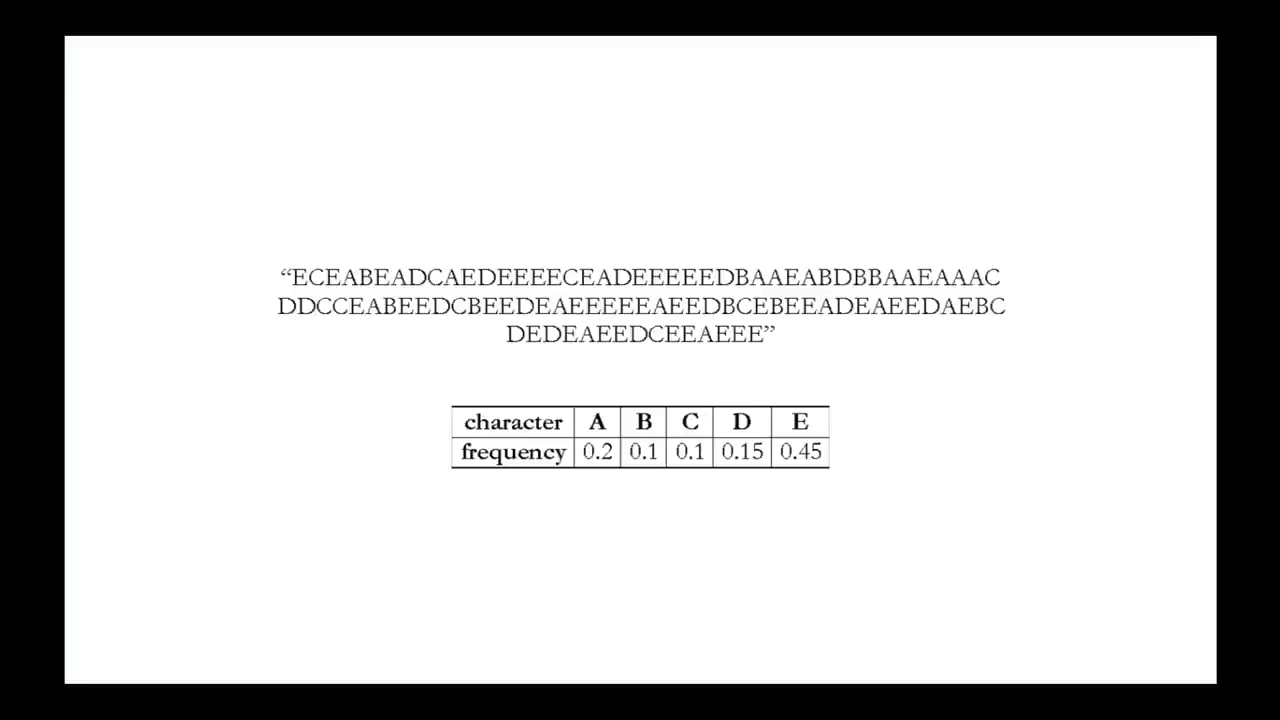 “ECEABEADCAEDEEEECEADEEEEEDBAAEABDBBAAEAAAC
DDCCEABEEDCBEEDEAEEEEEAEEDBCEBEEADEAEEDAEBC
DEDEAEEDCEEAEEE”
character A B C D E
frequency 0.2 0.1 0.1 0.15 0.45